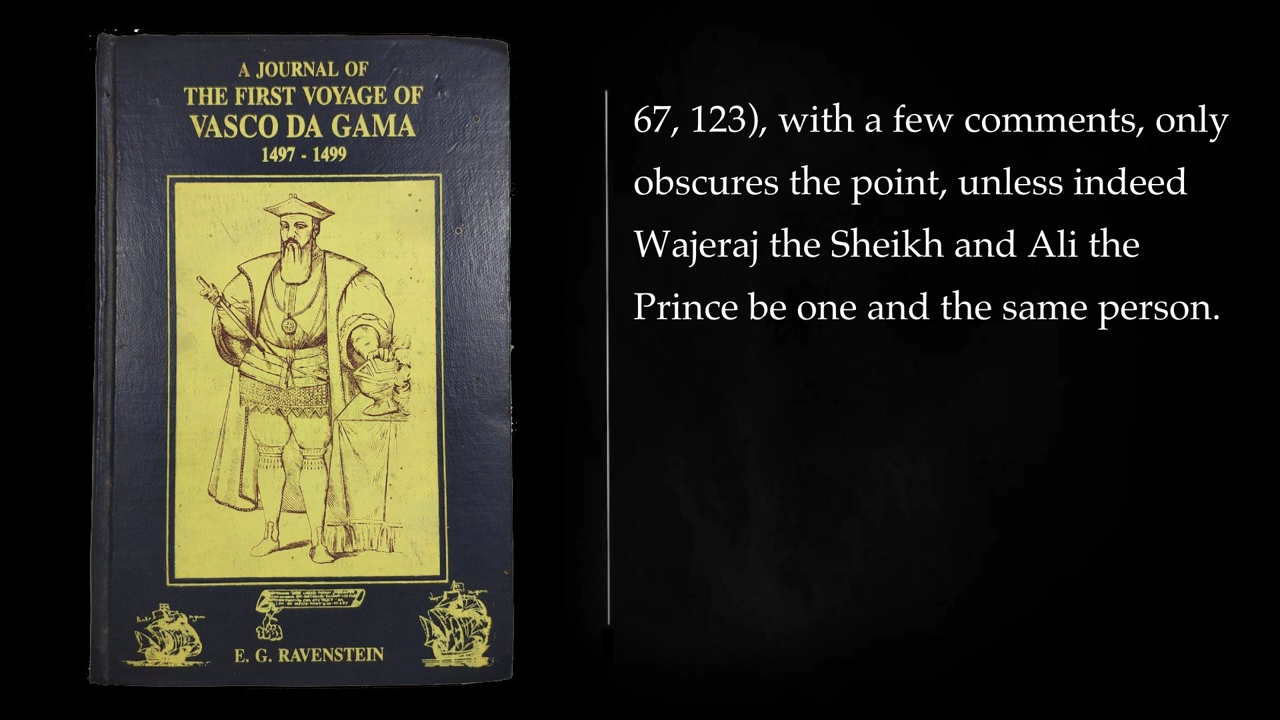 A JOURNAL OF
THE FIRST VOYAGE OF
VASCO DA GAMA
1497 - 1499
E. G. RAVENSTEIN
67, 123), with a few comments, only
obscures the point, unless indeed
Wajeraj the Sheikh and Ali the
Prince be one and the same person.